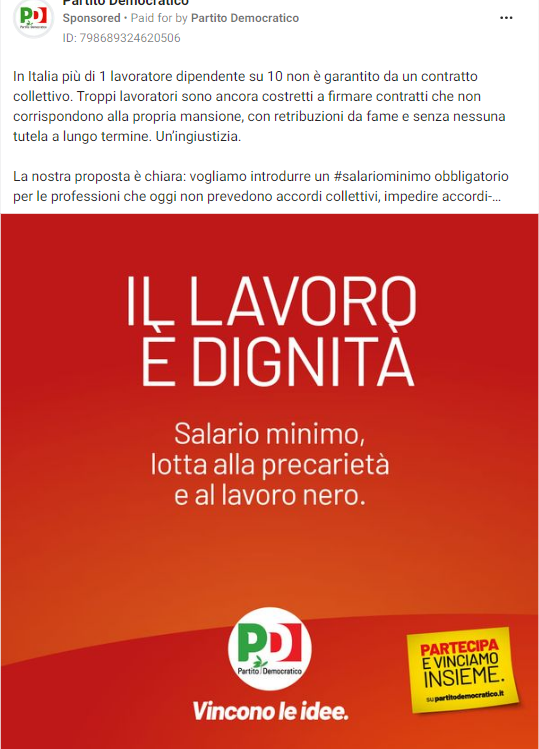 Partito Democratico
Sponsored • Paid for by Partito Democratico
ID: 798689324620506
In Italia più di 1 lavoratore dipendente su 10 non è garantito da un contratto
collettivo. Troppi lavoratori sono ancora costretti a firmare contratti che non
corrispondono alla propria mansione, con retribuzioni da fame e senza nessuna
tutela a lungo termine. Un'ingiustizia.
La nostra proposta è chiara: vogliamo introdurre un #salariominimo obbligatorio
per le professioni che oggi non prevedono accordi collettivi, impedire accordi-...
IL LAVORO
È DIGNITÀ
Salario minimo,
lotta alla precarietà
e al lavoro nero.
PD
Partito Democratico
Vincono le idee.
PARTECIPA
E VINCIAMO
INSIEME.
su partitodemocratico.it